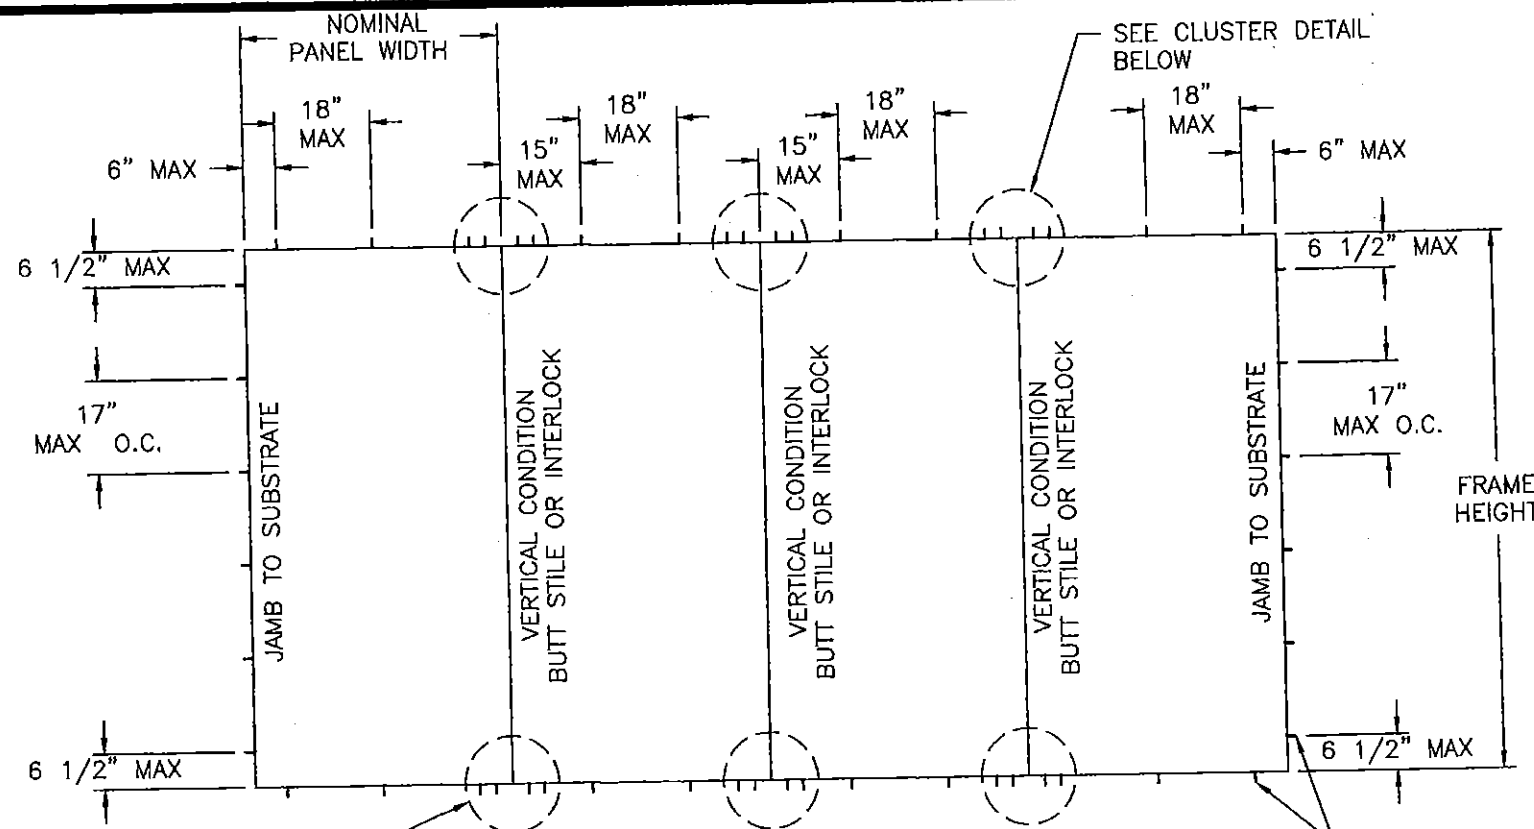 NOMINAL
PANEL WIDTH
SEE CLUSTER DETAIL
BELOW
18"
MAX
18"
MAX
18"
MAX
18"
MAX
6" MAX
15"
MAX
15"
MAX
6" MAX
6 1/2" MAX
6 1/2" MAX
17"
MAX O.C.
JAMB TO SUBSTRATE
VERTICAL CONDITION
BUTT STILE OR INTERLOCK
VERTICAL CONDITION
BUTT STILE OR INTERLOCK
VERTICAL CONDITION
BUTT STILE OR INTERLOCK
JAMB TO SUBSTRATE
17"
MAX O.C.
FRAME
HEIGHT
6 1/2" MAX
6 1/2" MAX